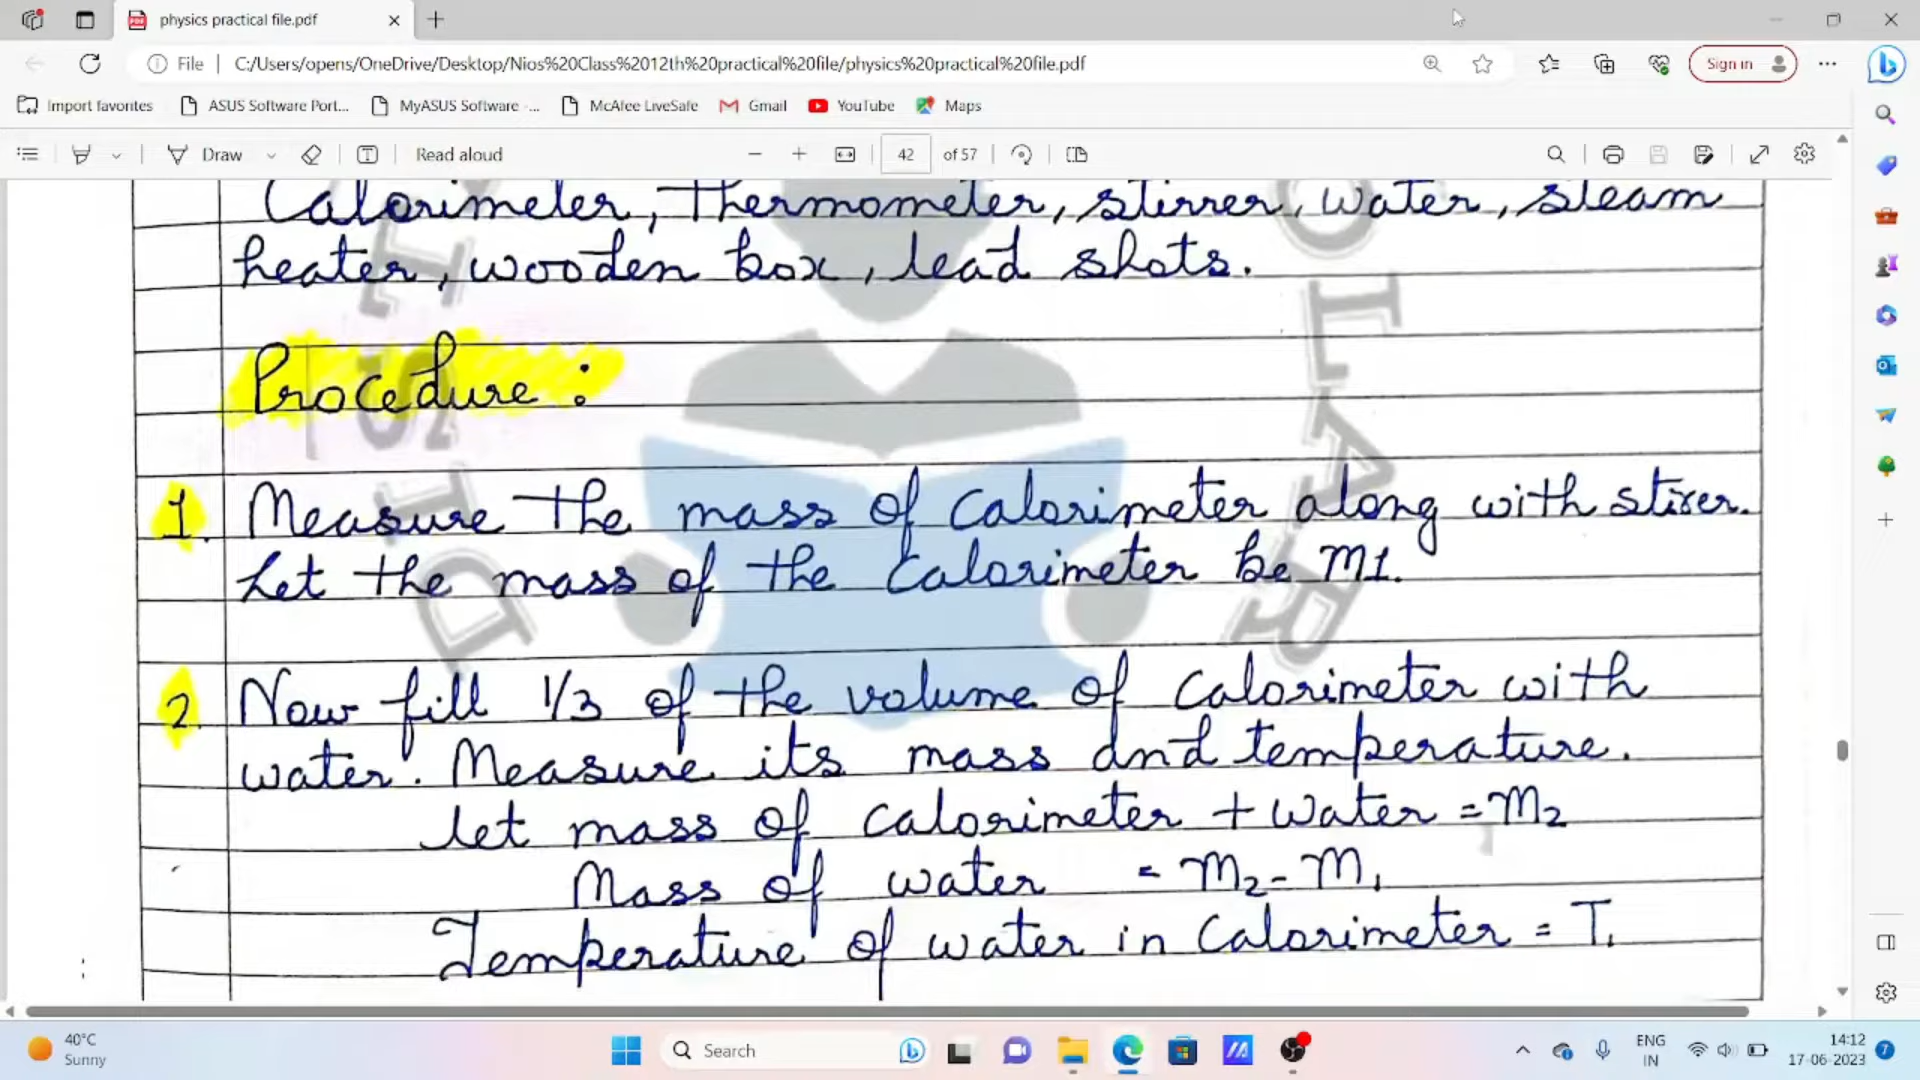 physics practical file.pdf
File
C:/Users/opens/OneDrive/Desktop/Nios%20Class%2012th%20practical%20file/physics%20practical%20file.pdf
Sign in
Import favorites
ASUS Software Port...
MyASUS Software -...
McAfee LiveSafe
Gmail
YouTube
Maps
Draw
Read aloud
42 of 57
Calorimeter, Thermometer, stirrer, water, steam
heater, wooden box, lead shots.
Procedure :
1. Measure the mass of calorimeter along with stirer.
Let the mass of the calorimeter be M1.
2. Now fill 1/3 of the volume of calorimeter with
water. Measure its mass and temperature.
let mass of calorimeter + water = M2
Mass of water = M2 - M1
Temperature of water in calorimeter = T1
40°C
Sunny
Search
ENG
IN
14:12
17-06-2023
7